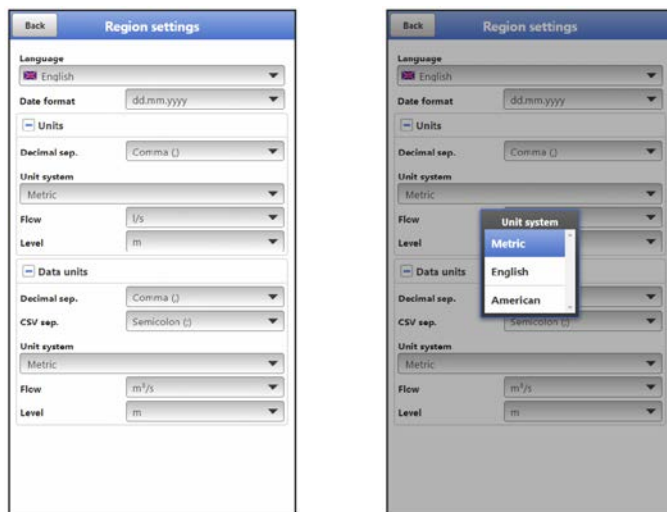 Back Region settings
Language
English
Date format dd.mm.yyyy
Units
Decimal sep. Comma (,)
Unit system
Metric
Flow l/s
Level m
Data units
Decimal sep. Comma (,)
CSV sep. Semicolon (;)
Unit system
Metric
Flow m³/s
Level m
Back Region settings
Language
English
Date format dd.mm.yyyy
Units
Decimal sep. Comma (,)
Unit system
Metric
Flow
Level
Unit system
Metric
English
American
Data units
Decimal sep.
CSV sep. Semicolon (;)
Unit system
Metric
Flow m³/s
Level m